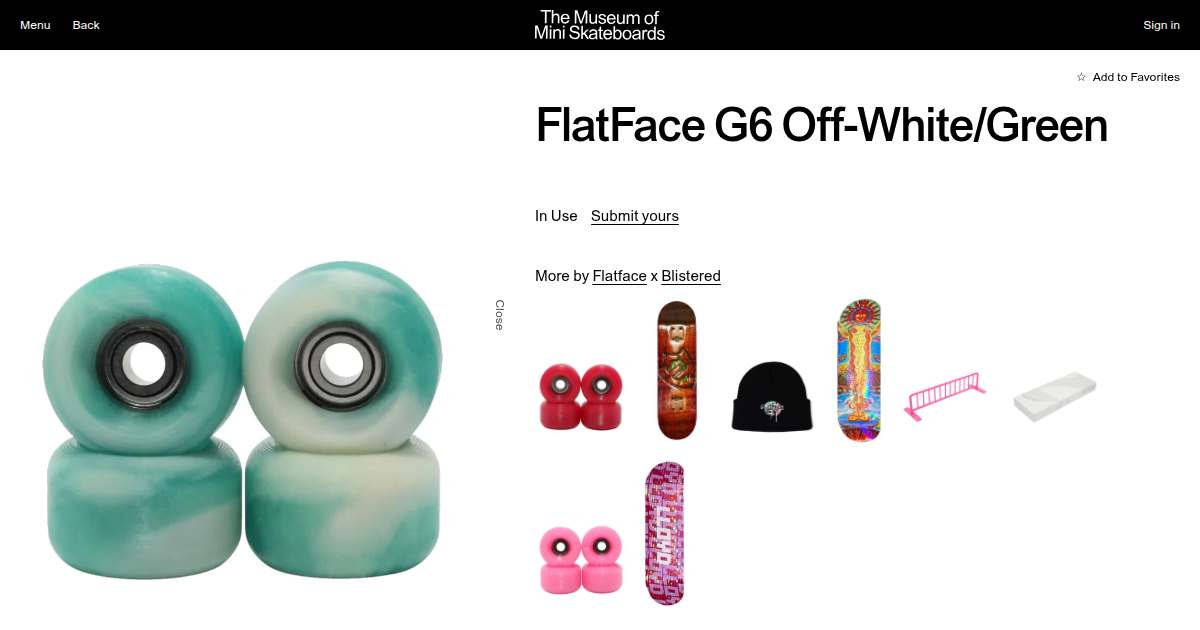 Menu
Back
The Museum of
Mini Skateboards
Sign in
☆ Add to Favorites
FlatFace G6 Off-White/Green
In Use Submit yours
More by Flatface x Blistered
Close
LLOYD